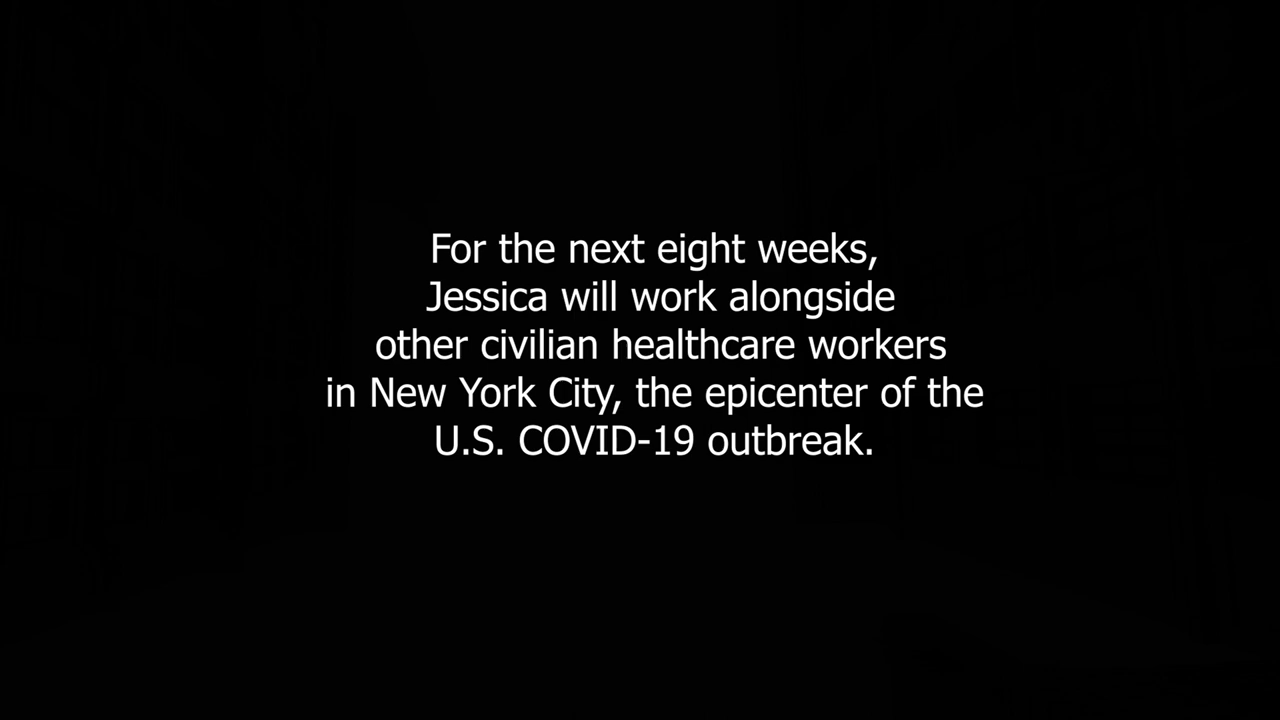 For the next eight weeks,
Jessica will work alongside
other civilian healthcare workers
in New York City, the epicenter of the
U.S. COVID-19 outbreak.